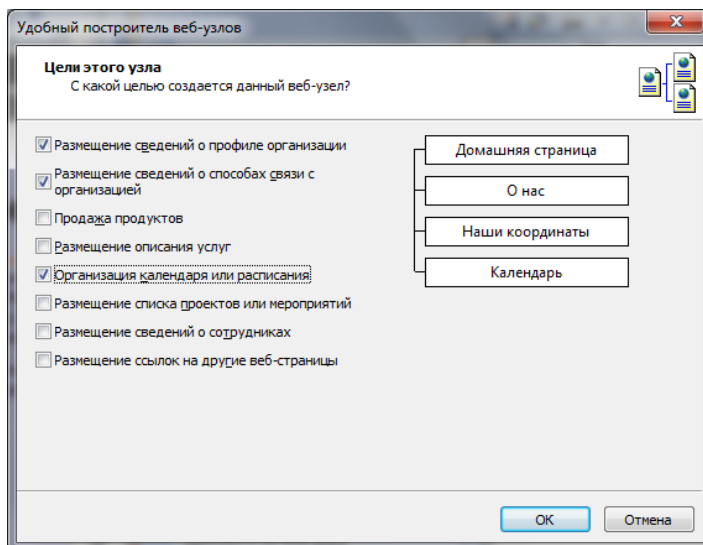 Удобный построитель веб-узлов
Цели этого узла
С какой целью создается данный веб-узел?
Размещение сведений о профиле организации
Размещение сведений о способах связи с
организацией
Продажа продуктов
Размещение описания услуг
Организация календаря или расписания
Размещение списка проектов или мероприятий
Размещение сведений о сотрудниках
Размещение ссылок на другие веб-страницы
Домашняя страница
О нас
Наши координаты
Календарь
ОК
Отмена